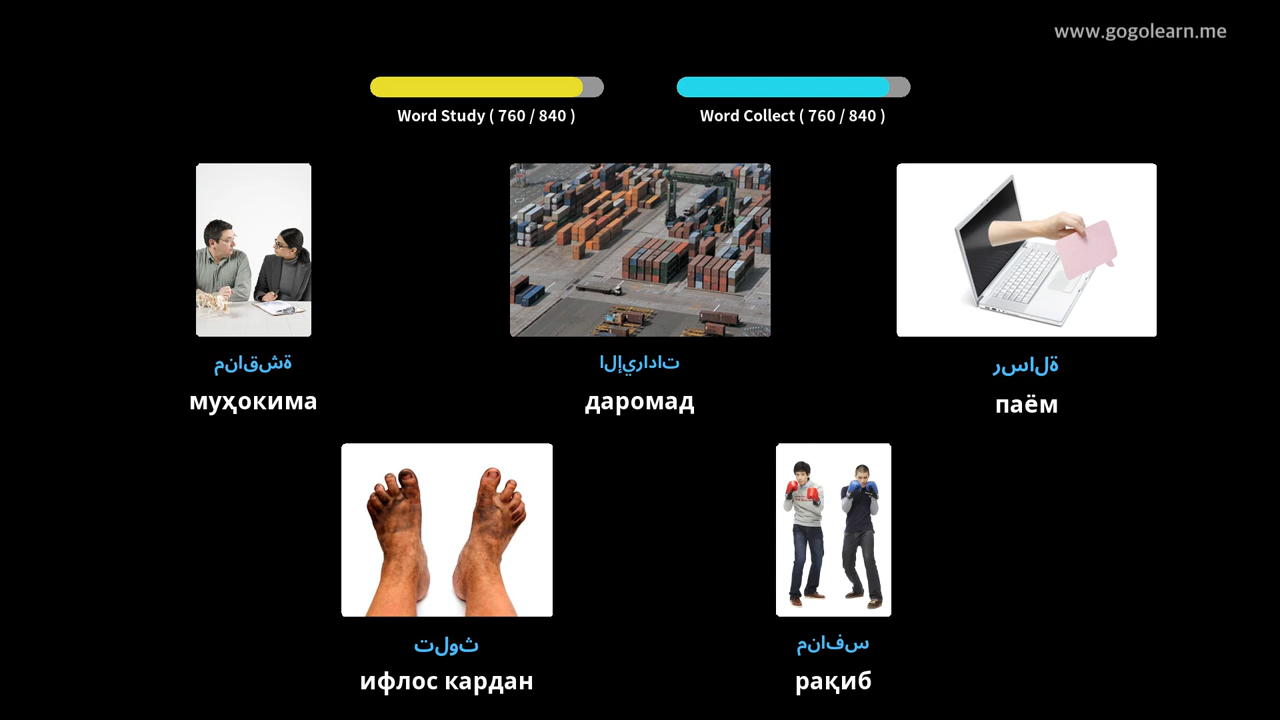 www.gogolearn.me
Word Study ( 760 / 840 )
Word Collect ( 760 / 840 )
مناقشة
муҳокима
الإيرادات
даромад
رسالة
паём
تلوث
ифлос кардан
منافس
рақиб